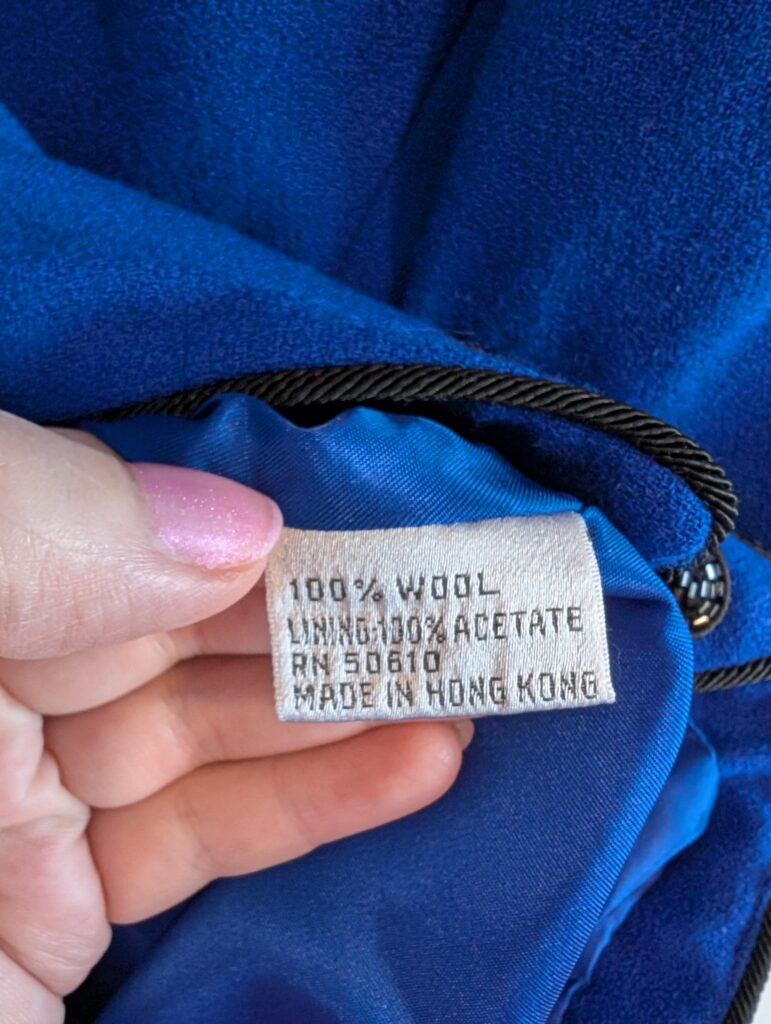 100% WOOL
LINING:100% ACETATE
RN 50610
MADE IN HONG KONG